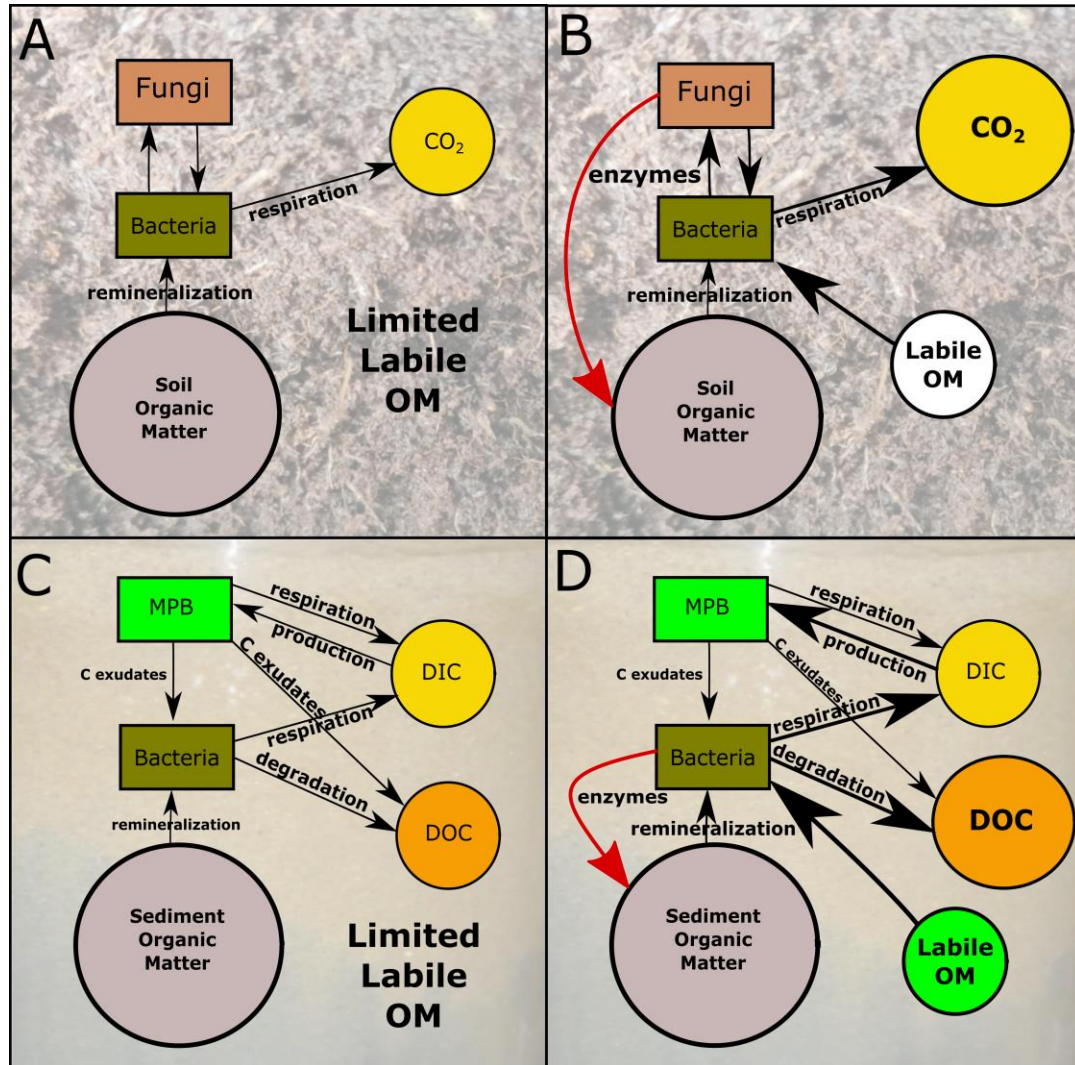 A
Fungi
CO₂
respiration
Bacteria
remineralization
Limited
Labile
OM
Soil
Organic
Matter
B
Fungi
CO₂
enzymes
respiration
Bacteria
remineralization
Labile
OM
Soil
Organic
Matter
C
MPB
respiration
production
C exudates
C exudates
DIC
Bacteria
respiration
degradation
remineralization
DOC
Sediment
Organic
Matter
Limited
Labile
OM
D
MPB
respiration
production
C exudates
C exudates
DIC
Bacteria
respiration
degradation
enzymes
remineralization
DOC
Sediment
Organic
Matter
Labile
OM